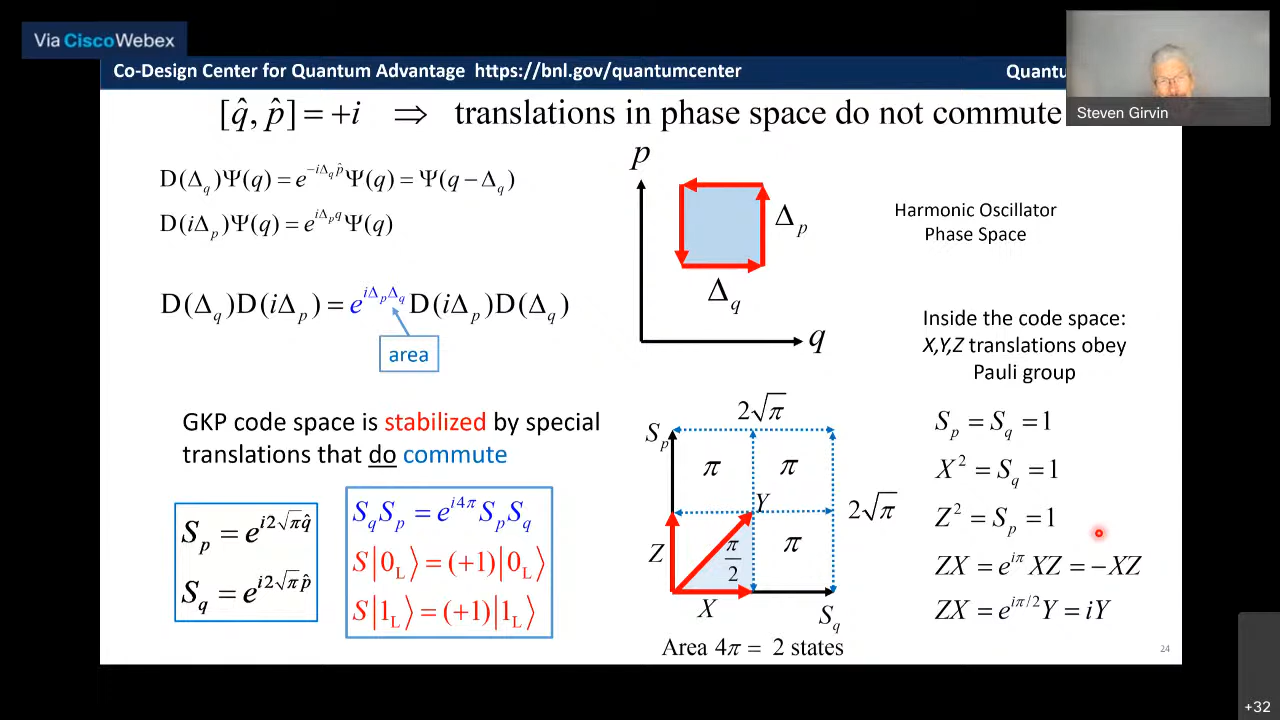 Via Cisco Webex
Co-Design Center for Quantum Advantage https://bnl.gov/quantumcenter
Quant
Steven Girvin
[q̂, p̂] = +i ⇒ translations in phase space do not commute
D(Δ_q)Ψ(q) = e^{−iΔ_q p̂}Ψ(q) = Ψ(q − Δ_q)
D(iΔ_p)Ψ(q) = e^{iΔ_p q}Ψ(q)
D(Δ_q)D(iΔ_p) = e^{iΔ_pΔ_q}D(iΔ_p)D(Δ_q)
area
p
Δ_p
Δ_q
q
Harmonic Oscillator
Phase Space
GKP code space is stabilized by special
translations that do commute
S_p = e^{i2√π q̂}
S_q = e^{i2√π p̂}
S_qS_p = e^{i4π}S_pS_q
S|0_L⟩ = (+1)|0_L⟩
S|1_L⟩ = (+1)|1_L⟩
2√π
S_p
π π
Y
2√π
Z
π/2
π
X
S_q
Area 4π = 2 states
Inside the code space:
X,Y,Z translations obey
Pauli group
S_p = S_q = 1
X² = S_q = 1
Z² = S_p = 1
ZX = e^{iπ}XZ = −XZ
ZX = e^{iπ/2}Y = iY
24
+32